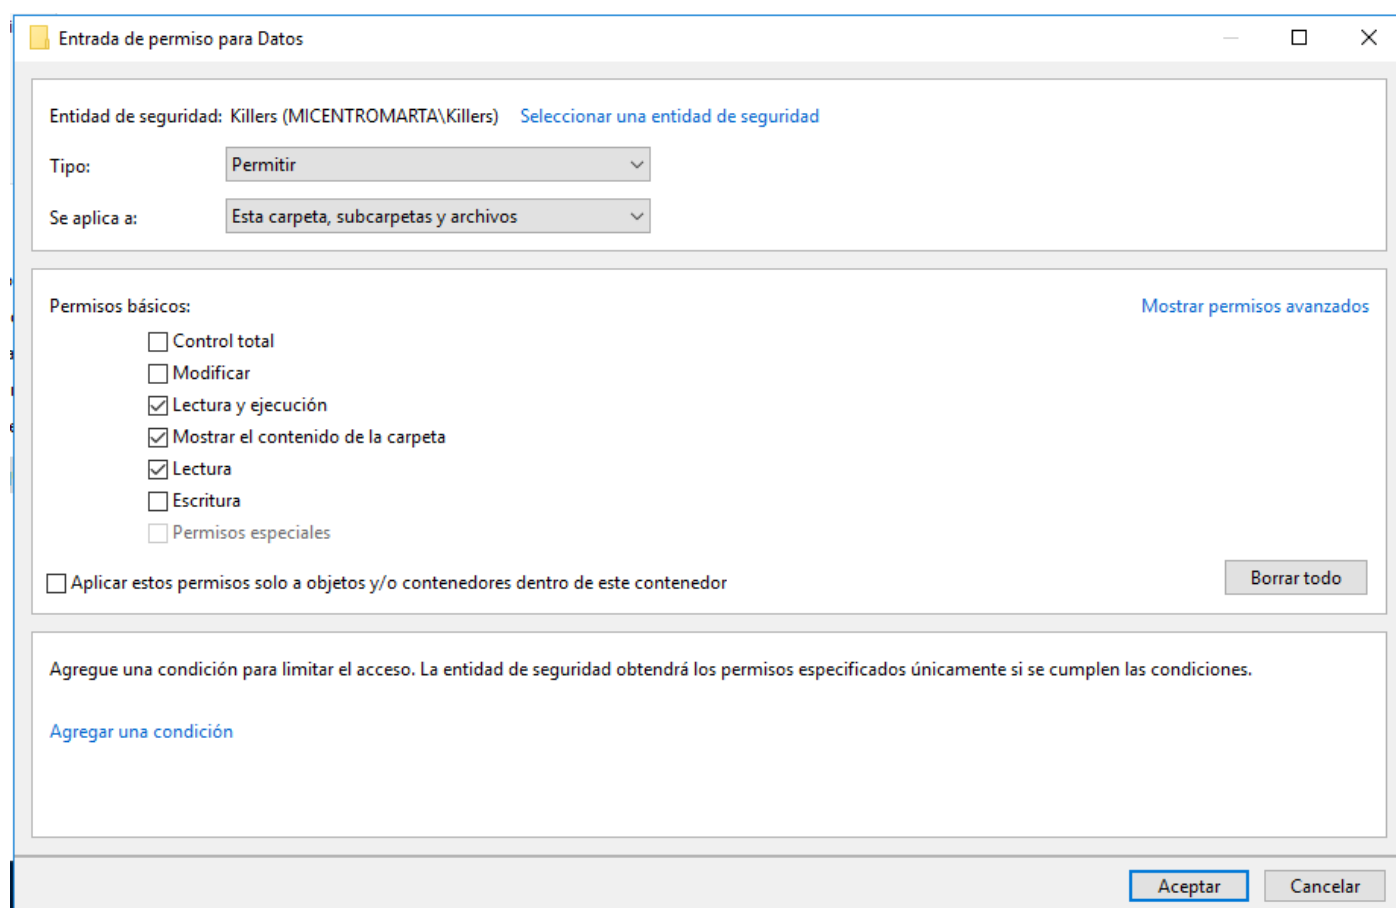 Entrada de permiso para Datos
Entidad de seguridad: Killers (MICENTROMARTA\Killers) Seleccionar una entidad de seguridad
Tipo: Permitir
Se aplica a: Esta carpeta, subcarpetas y archivos
Permisos básicos: Mostrar permisos avanzados
Control total
Modificar
Lectura y ejecución
Mostrar el contenido de la carpeta
Lectura
Escritura
Permisos especiales
Aplicar estos permisos solo a objetos y/o contenedores dentro de este contenedor Borrar todo
Agregue una condición para limitar el acceso. La entidad de seguridad obtendrá los permisos especificados únicamente si se cumplen las condiciones.
Agregar una condición
Aceptar Cancelar